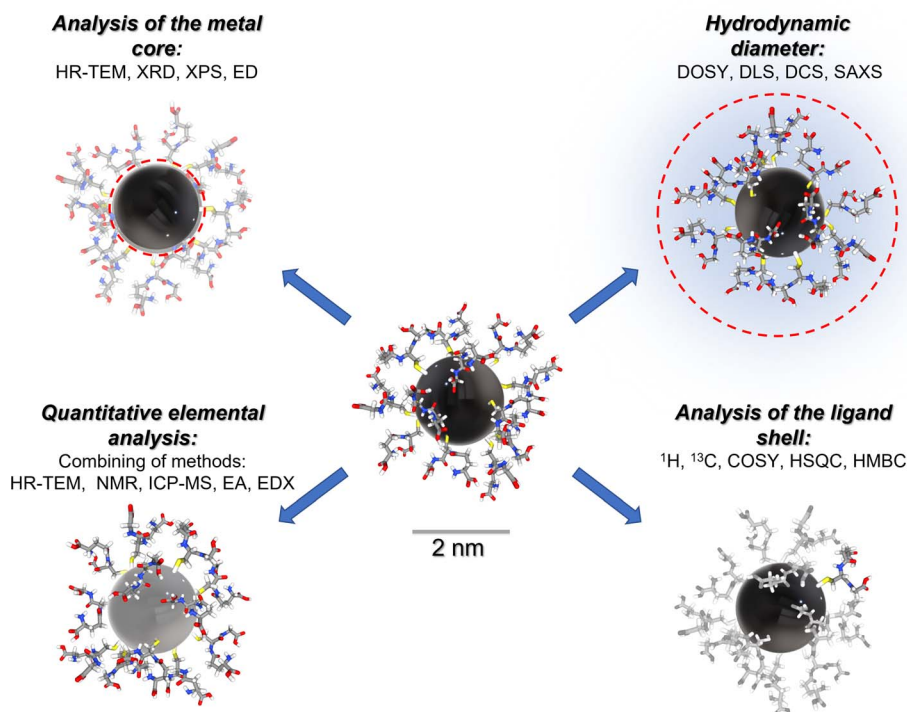 Analysis of the metal
core:
HR-TEM, XRD, XPS, ED
Hydrodynamic
diameter:
DOSY, DLS, DCS, SAXS
Quantitative elemental
analysis:
Combining of methods:
HR-TEM, NMR, ICP-MS, EA, EDX
Analysis of the ligand
shell:
¹H, ¹³C, COSY, HSQC, HMBC
2 nm